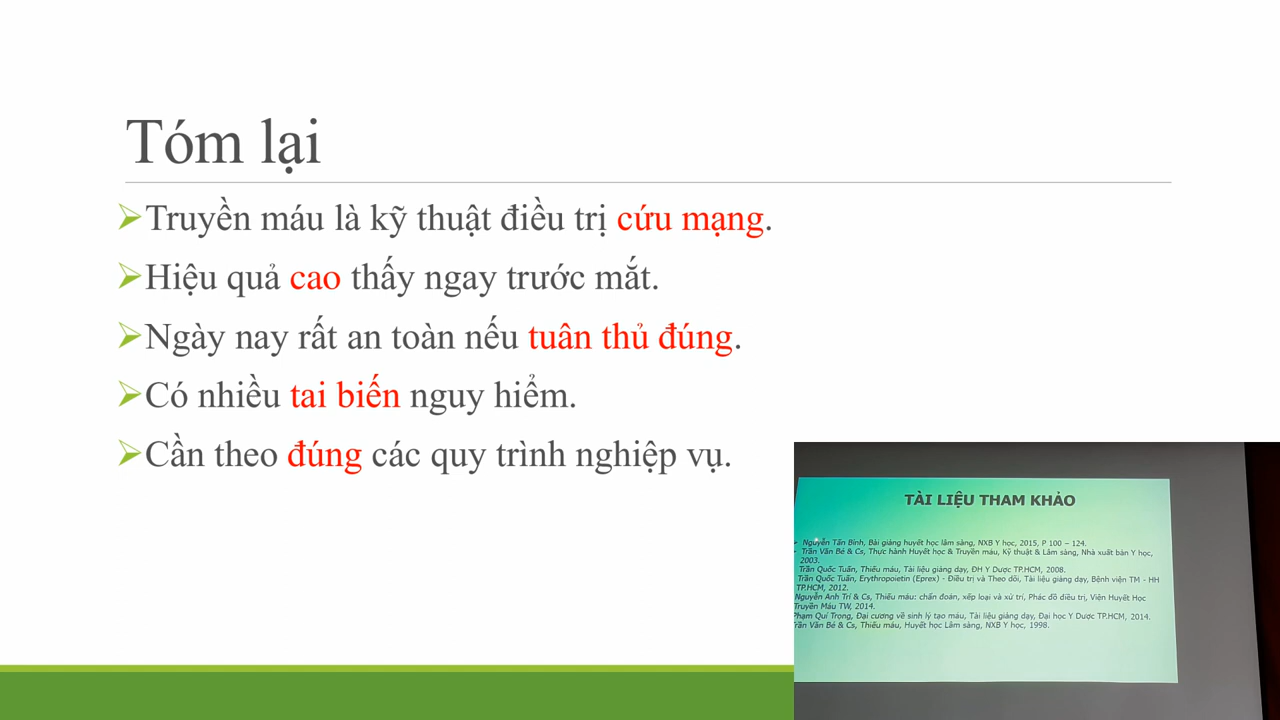 Tóm lại
Truyền máu là kỹ thuật điều trị cứu mạng.
Hiệu quả cao thấy ngay trước mắt.
Ngày nay rất an toàn nếu tuân thủ đúng.
Có nhiều tai biến nguy hiểm.
Cần theo đúng các quy trình nghiệp vụ.
TÀI LIỆU THAM KHẢO
Nguyễn Tấn Bỉnh, Bài giảng huyết học lâm sàng, NXB Y học, 2015, P 100 – 124.
Trần Văn Bé & Cs, Thực hành Huyết học & Truyền máu, Kỹ thuật & Lâm sàng, Nhà xuất bản Y học,
2003.
Trần Quốc Tuấn, Thiếu máu, Tài liệu giảng dạy, ĐH Y Dược TP.HCM, 2008.
Trần Quốc Tuấn, Erythropoietin (Eprex) - Điều trị và Theo dõi, Tài liệu giảng dạy, Bệnh viện TM - HH
TP.HCM, 2012.
Nguyễn Anh Trí & Cs, Thiếu máu: chẩn đoán, xếp loại và xử trí, Phác đồ điều trị, Viện Huyết Học
Truyền Máu TW, 2014.
Phạm Quí Trọng, Đại cương về sinh lý tạo máu, Tài liệu giảng dạy, Đại học Y Dược TP.HCM, 2014.
Trần Văn Bé & Cs, Thiếu máu, Huyết học Lâm sàng, NXB Y học, 1998.